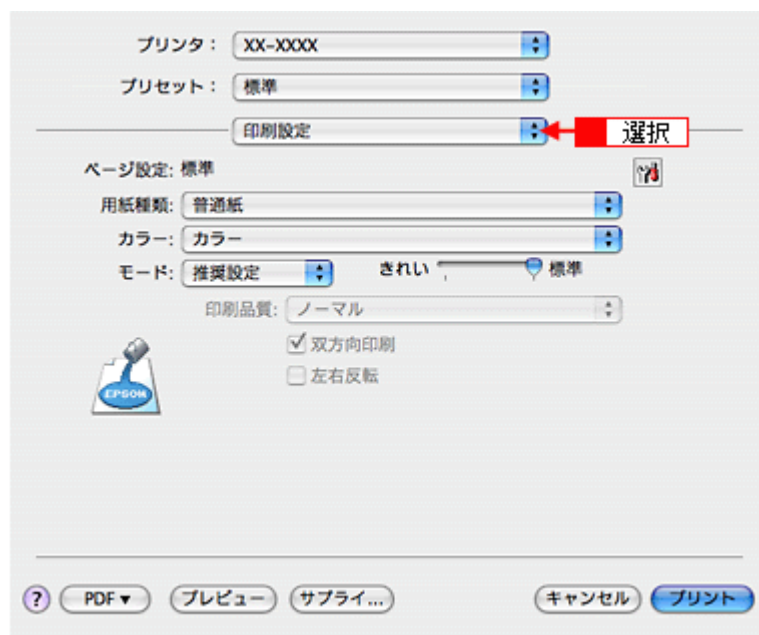 プリンタ： XX-XXXX
プリセット： 標準
印刷設定 選択
ページ設定: 標準
用紙種類: 普通紙
カラー: カラー
モード: 推奨設定 きれい 標準
印刷品質: ノーマル
双方向印刷
左右反転
EPSON
? PDF▼ プレビュー サプライ... キャンセル プリント